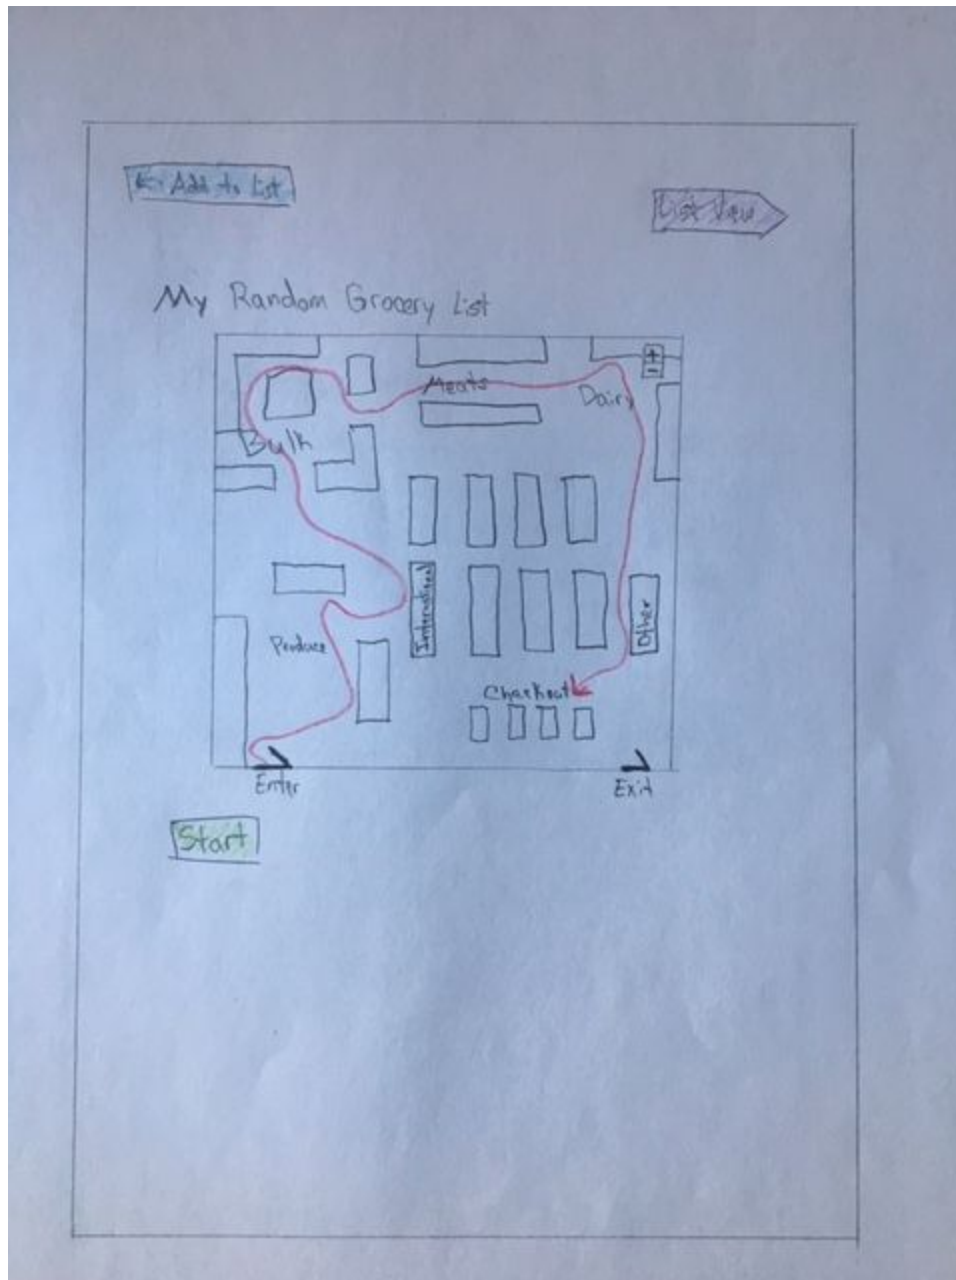 ← Add to List
List View
My Random Grocery List
+
-
Meats
Dairy
Bulk
International
Produce
Other
Checkout
Enter
Exit
Start